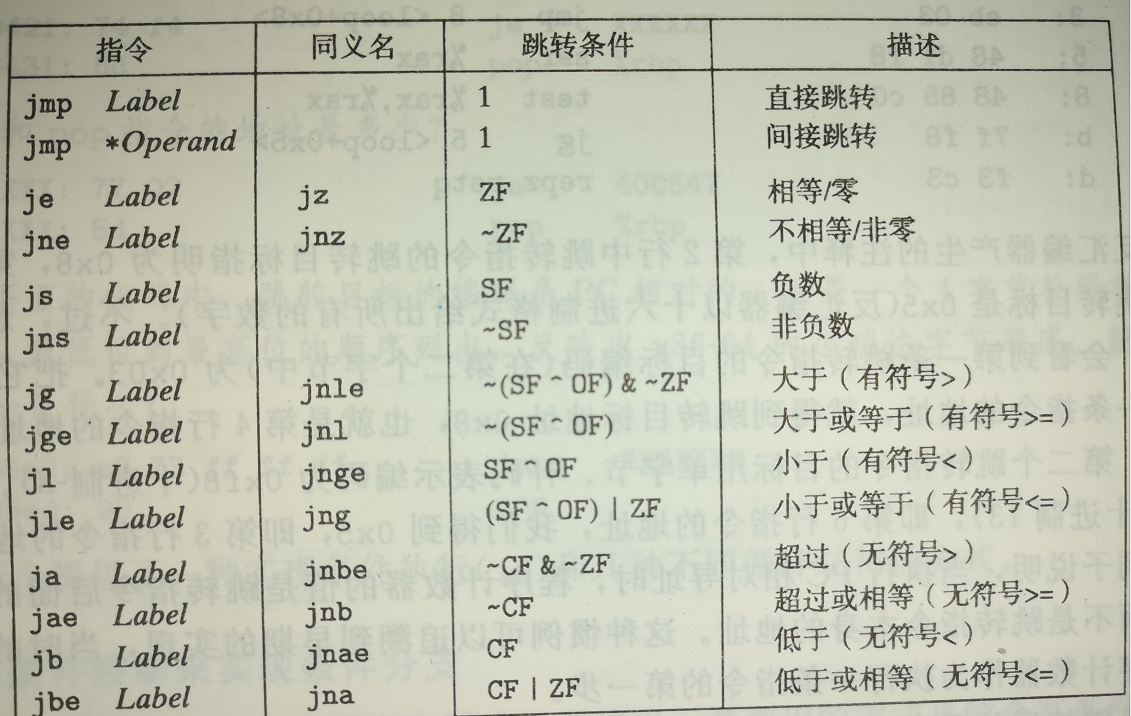 指令 同义名 跳转条件 描述
jmp Label 1 直接跳转
jmp *Operand 1 间接跳转
je Label jz ZF 相等/零
jne Label jnz ~ZF 不相等/非零
js Label SF 负数
jns Label ~SF 非负数
jg Label jnle ~(SF ^ OF) & ~ZF 大于(有符号>)
jge Label jnl ~(SF ^ OF) 大于或等于(有符号>=)
jl Label jnge SF ^ OF 小于(有符号<)
jle Label jng (SF ^ OF) | ZF 小于或等于(有符号<=)
ja Label jnbe ~CF & ~ZF 超过(无符号>)
jae Label jnb ~CF 超过或相等(无符号>=)
jb Label jnae CF 低于(无符号<)
jbe Label jna CF | ZF 低于或相等(无符号<=)